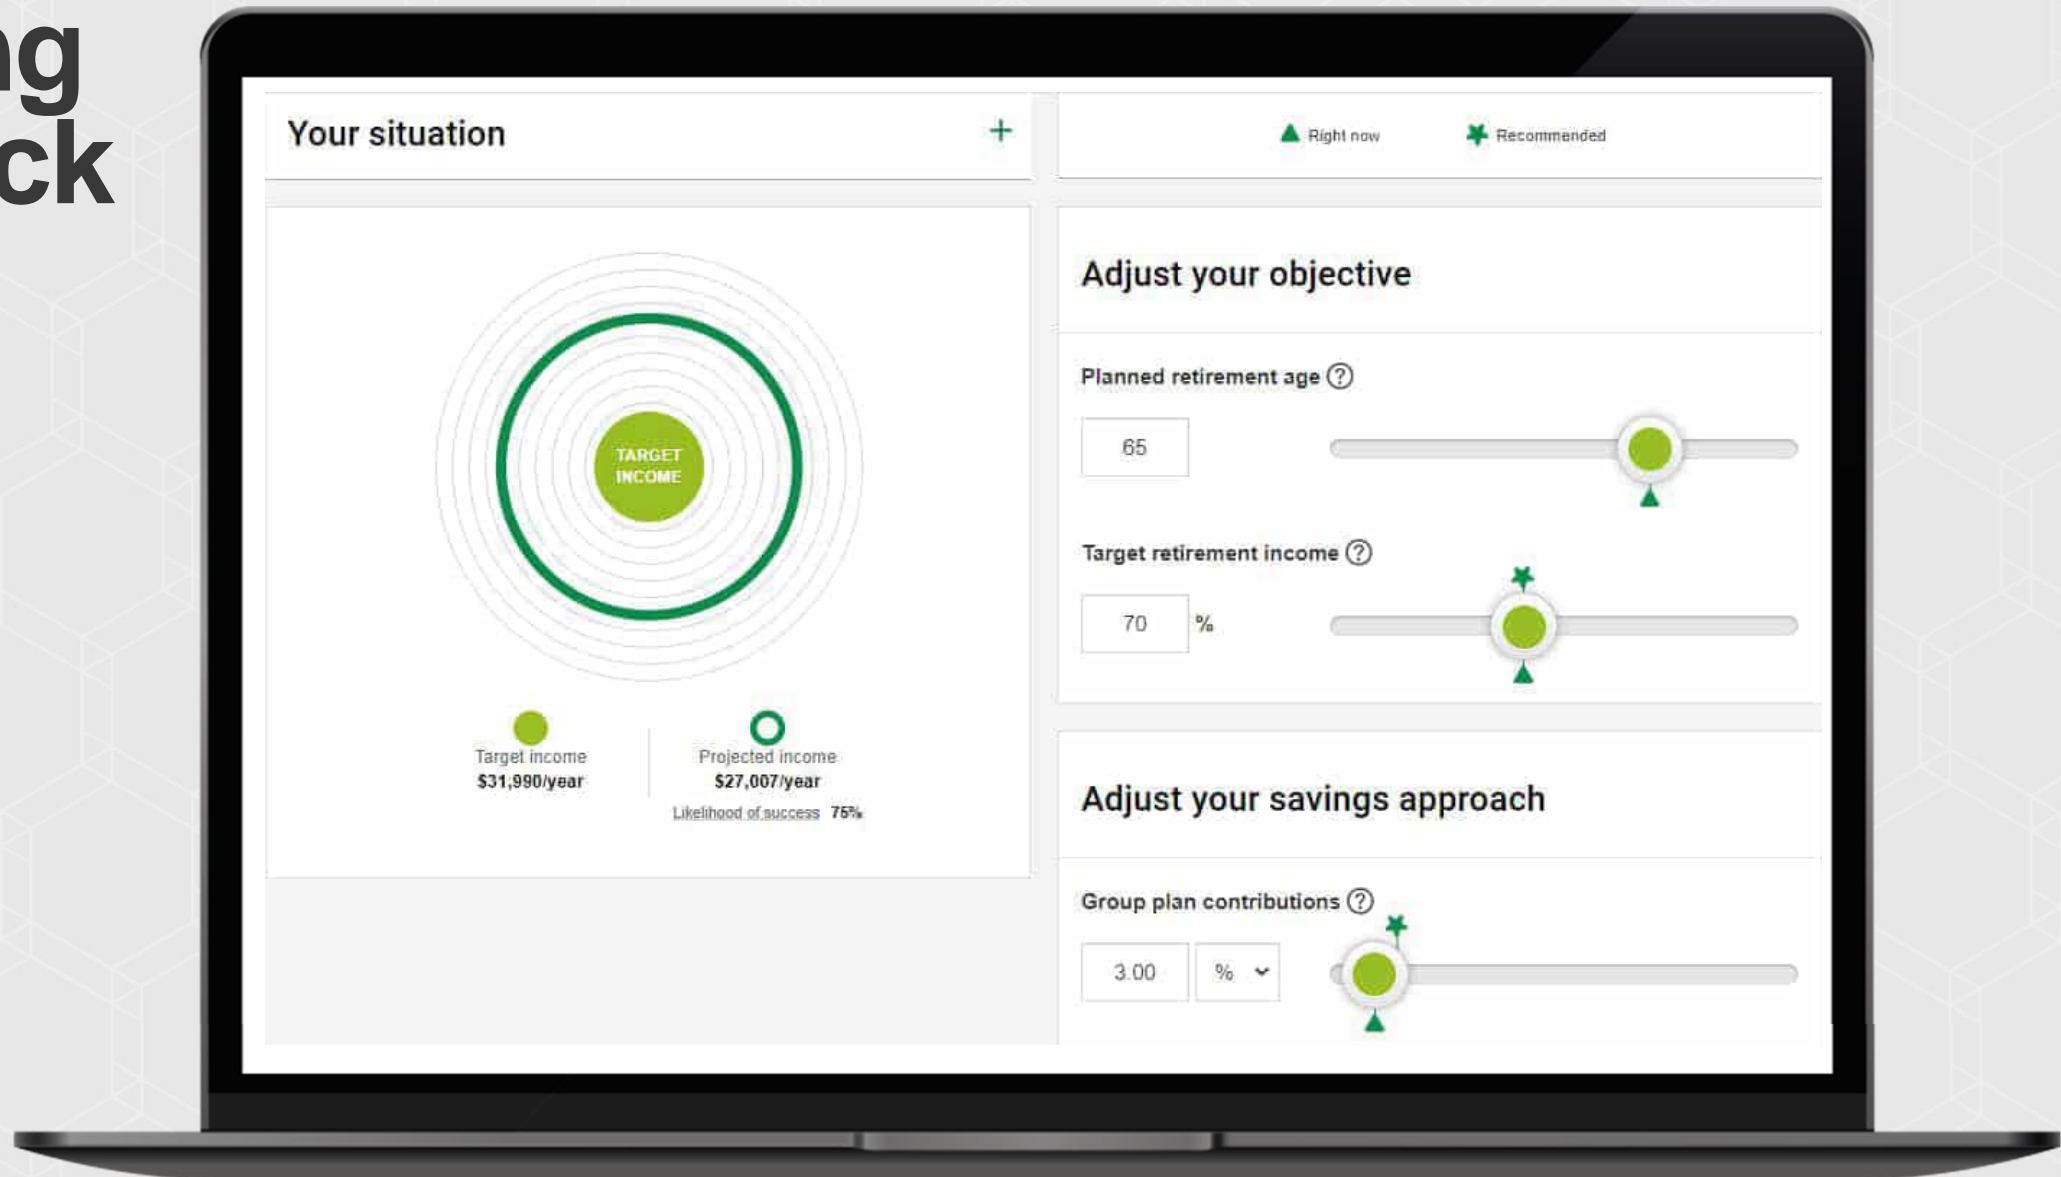 ng
ck
Your situation +
Right now Recommended
TARGET
INCOME
Target income
$31,990/year
Projected income
$27,007/year
Likelihood of success 75%
Adjust your objective
Planned retirement age ?
65
Target retirement income ?
70 %
Adjust your savings approach
Group plan contributions ?
3.00 %